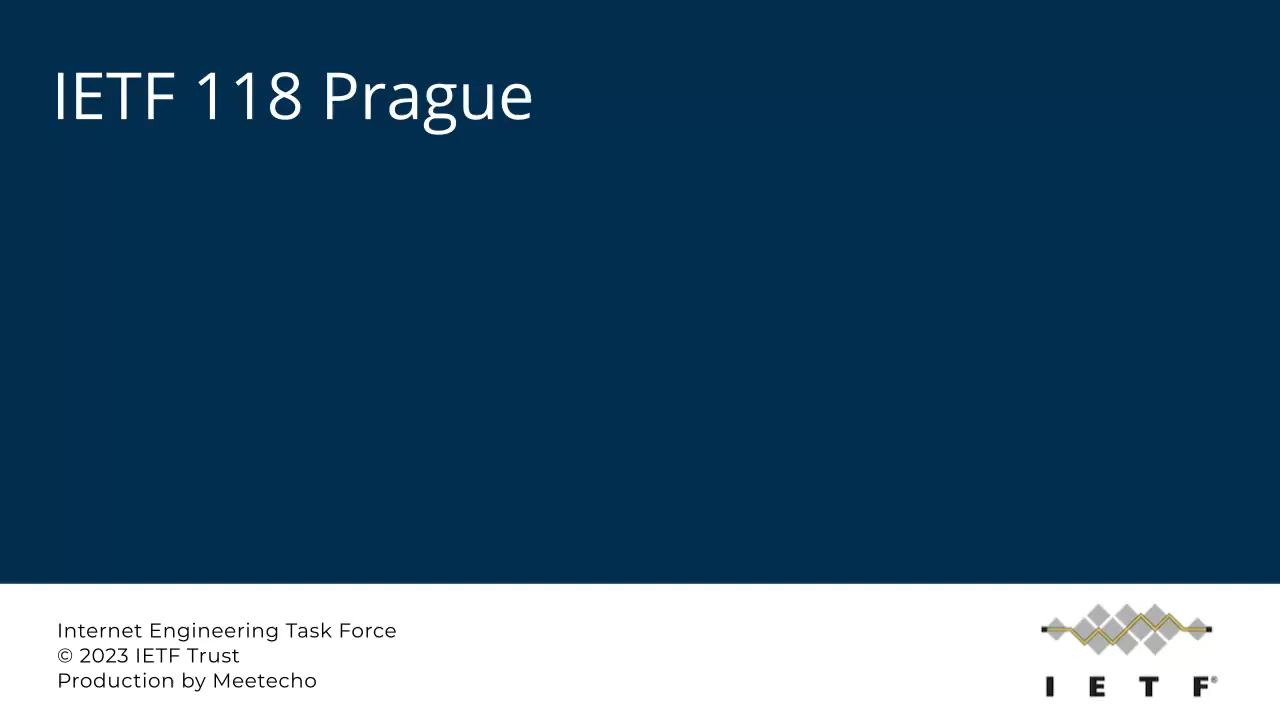 IETF 118 Prague
Internet Engineering Task Force
© 2023 IETF Trust
Production by Meetecho
I E T F®